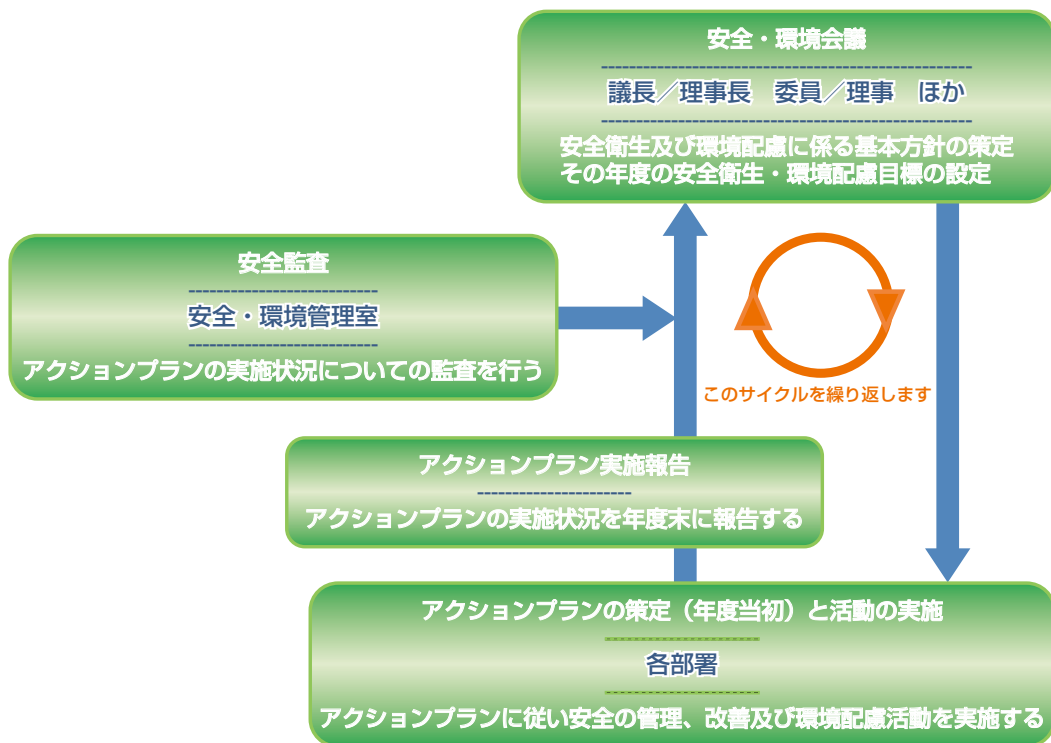 安全・環境会議
議長／理事長　委員／理事　ほか
安全衛生及び環境配慮に係る基本方針の策定
その年度の安全衛生・環境配慮目標の設定
安全監査
安全・環境管理室
アクションプランの実施状況についての監査を行う
このサイクルを繰り返します
アクションプラン実施報告
アクションプランの実施状況を年度末に報告する
アクションプランの策定（年度当初）と活動の実施
各部署
アクションプランに従い安全の管理、改善及び環境配慮活動を実施する